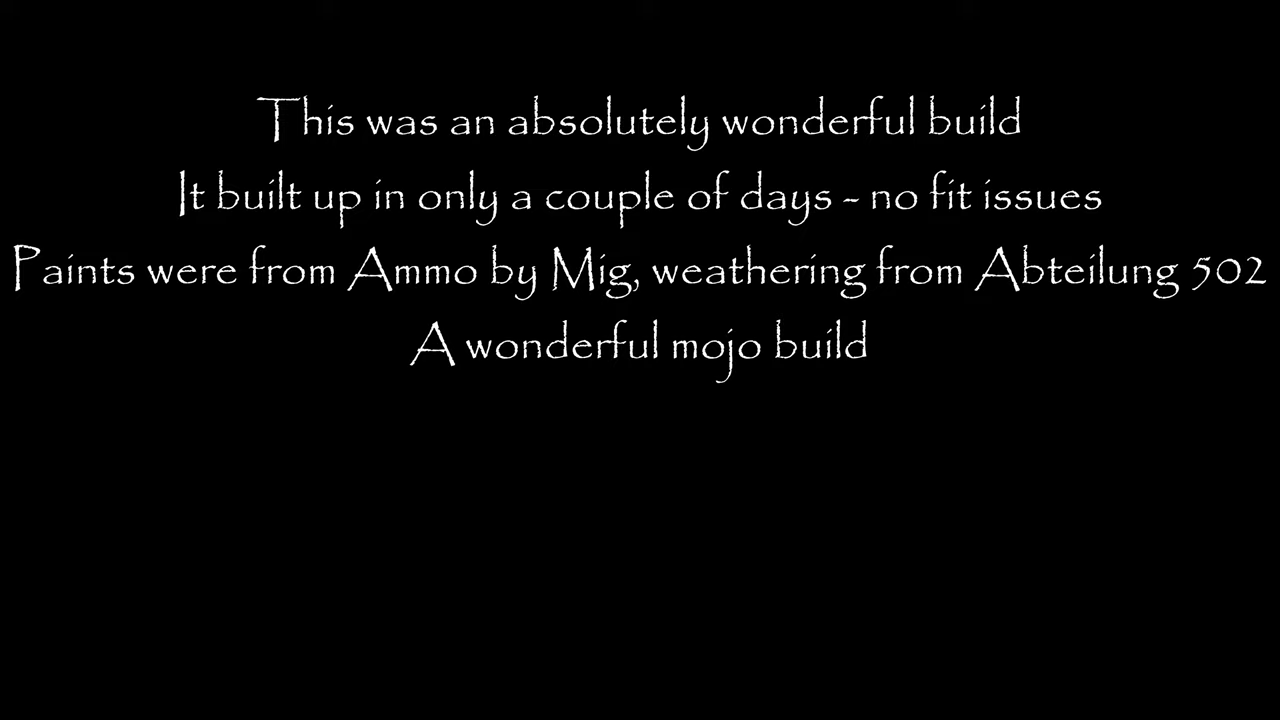 This was an absolutely wonderful build
It built up in only a couple of days - no fit issues
Paints were from Ammo by Mig, weathering from Abteilung 502
A wonderful mojo build